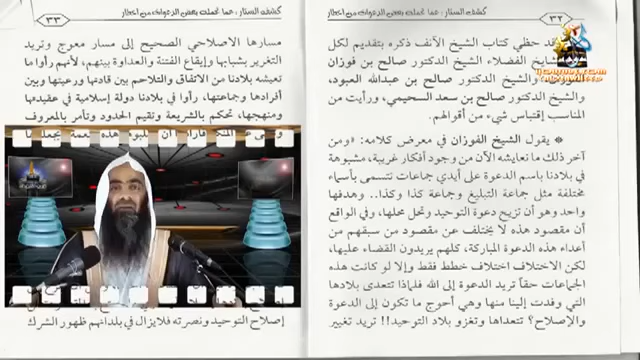 كشف الستار: عما تحملت بعض الدعوات من أخطار
٣٢
قد حظي كتاب الشيخ الآنف ذكره بتقديم لكل
المشايخ الفضلاء الشيخ الدكتور صالح بن فوزان
والشيخ الدكتور صالح بن عبدالله العبود،
والشيخ الدكتور صالح بن سعد السحيمي، ورأيت من
المناسب إقتباس شيء من أقوالهم.
يقول الشيخ الفوزان في معرض كلامه: «ومن
آخر ذلك ما نعايشه الآن من وجود أفكار غريبة، مشبوهة
في بلادنا باسم الدعوة على أيدي جماعات تتسمى بأسماء
مختلفة مثل جماعة التبليغ وجماعة كذا وكذا.. وهدفها
واحد وهو أن تزيح دعوة التوحيد وتحل محلها، وفي الواقع
أن مقصود هذه لا يختلف عن مقصود من سبقهم من
أعداء هذه الدعوة المباركة، كلهم يريدون القضاء عليها،
لكن الاختلاف اختلاف خطط فقط وإلا لو كانت هذه
الجماعات حقاً تريد الدعوة إلى الله فلماذا تتعدى بلادها
التي وفدت إلينا منها وهي أحوج ما تكون إلى الدعوة
والإصلاح؟ تتعداها وتغزو بلاد التوحيد!! تريد تغيير
كشف الستار: عما تحملت بعض الدعوات من أخطار
٣٣
مسارها الإصلاحي الصحيح إلى مسار معوج وتريد
التغرير بشبابها وإيقاع الفتنة والعداوة بينهم، لأنهم رأوا ما
تعيشه بلادنا من الاتفاق والتلاحم بين قادتها ورعيتها وبين
أفرادها وجماعتها، رأوا في بلادنا دولة إسلامية في عقيدتها
ومنهجها، تحكم بالشريعة وتقيم الحدود وتأمر بالمعروف
إصلاح التوحيد ونصرته فلا يزال في بلدانهم ظهور الشرك